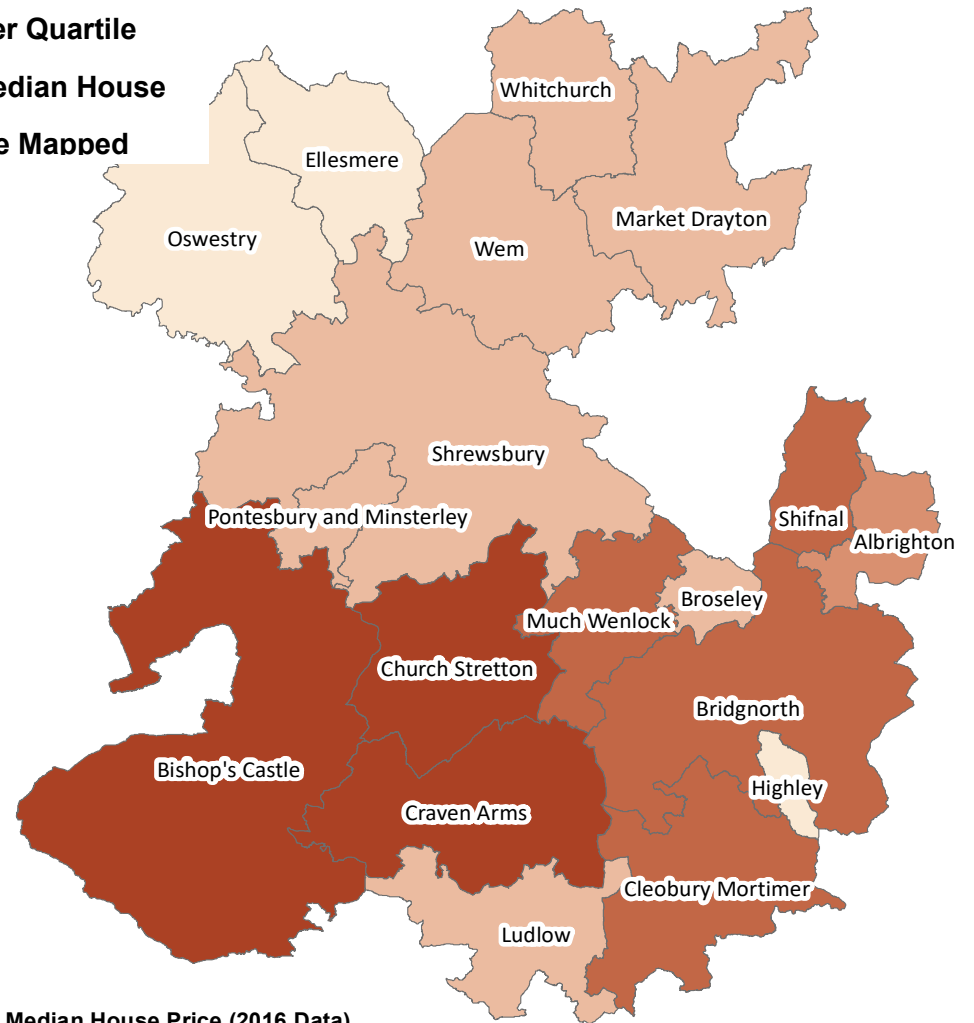 er Quartile
edian House
e Mapped
Whitchurch
Ellesmere
Market Drayton
Oswestry
Wem
Shrewsbury
Pontesbury and Minsterley
Shifnal
Albrighton
Broseley
Much Wenlock
Church Stretton
Bridgnorth
Bishop's Castle
Highley
Craven Arms
Cleobury Mortimer
Ludlow
Median House Price (2016 Data)